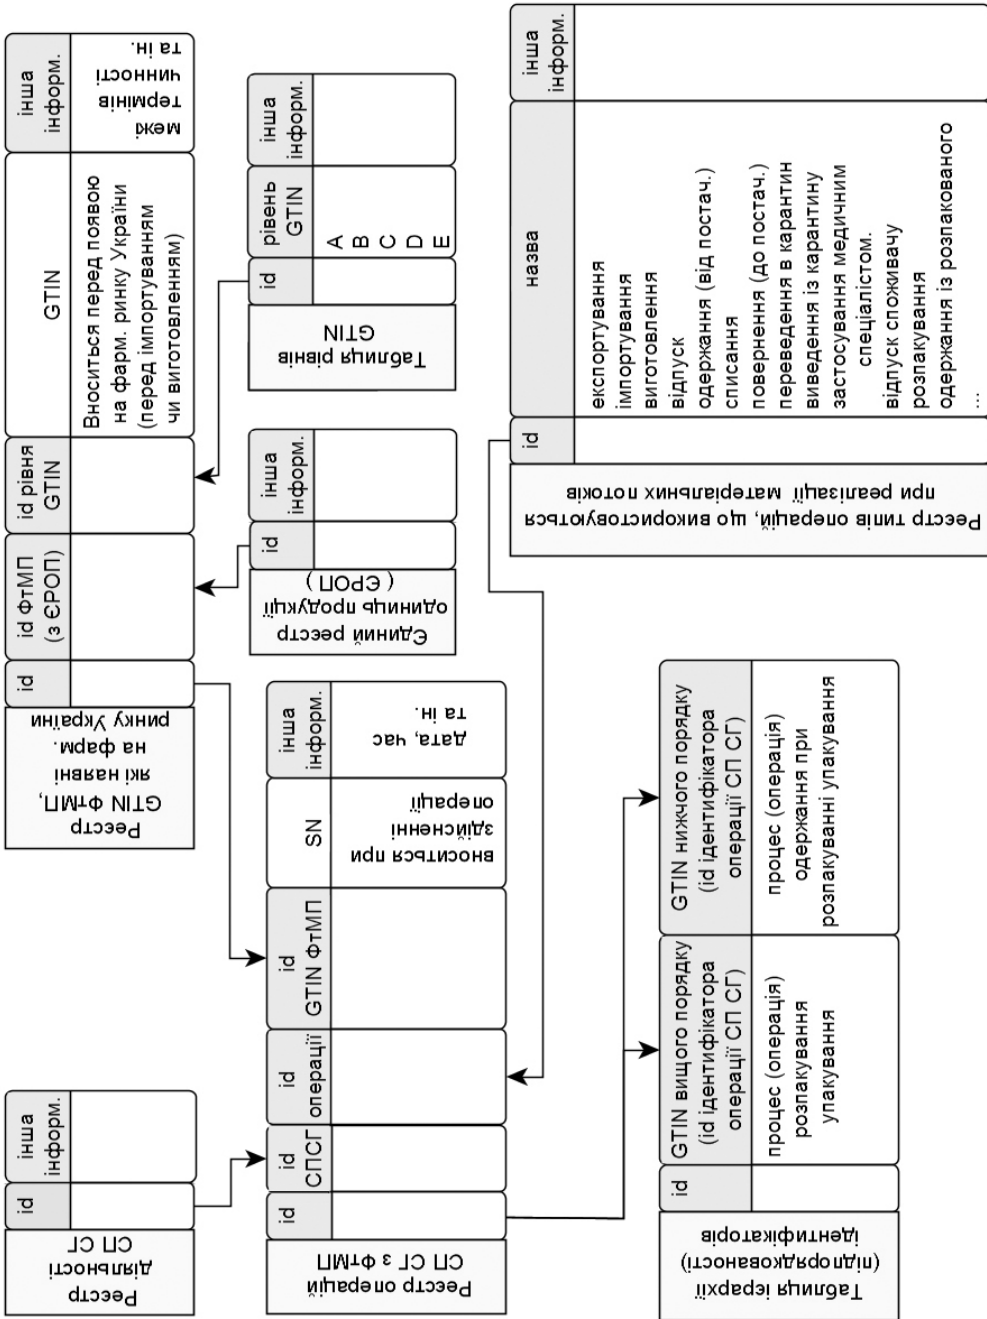 Реєстр
діяльності
СП СГ
id
інша
інформ.
Реєстр
GTIN ФтМП,
які наявні
на фарм.
ринку України
id
id ФтМП
(з ЄРОП)
id рівня
GTIN
GTIN
Вноситься перед появою
на фарм. ринку України
(перед імпортуванням
чи виготовленням)
інша
інформ.
межі
термінів
чинності
та ін.
Реєстр операцій
СП СГ з ФтМП
id
id
СПСГ
id
операції
id
GTIN ФтМП
SN
вноситься при
здійсненні
операції
інша
інформ.
дата, час
та ін.
Єдиний реєстр
одиниць продукції
( ЄРОП )
id
інша
інформ.
Таблиця рівнів
GTIN
id
рівень
GTIN
A
B
C
D
E
інша
інформ.
Таблиця ієрархії
(підпорядкованості)
ідентифікаторів
id
GTIN вищого порядку
(id ідентифікатора
операції СП СГ)
процес (операція)
розпакування
упакування
GTIN нижчого порядку
(id ідентифікатора
операції СП СГ)
процес (операція)
одержання при
розпакуванні упакування
Реєстр типів операцій, що використовуються
при реалізації матеріальних потоків
id
назва
експортування
імпортування
виготовлення
відпуск
одержання (від постач.)
списання
повернення (до постач.)
переведення в карантин
виведення із карантину
застосування медичним
спеціалістом.
відпуск споживачу
розпакування
одержання із розпакованого
...
інша
інформ.